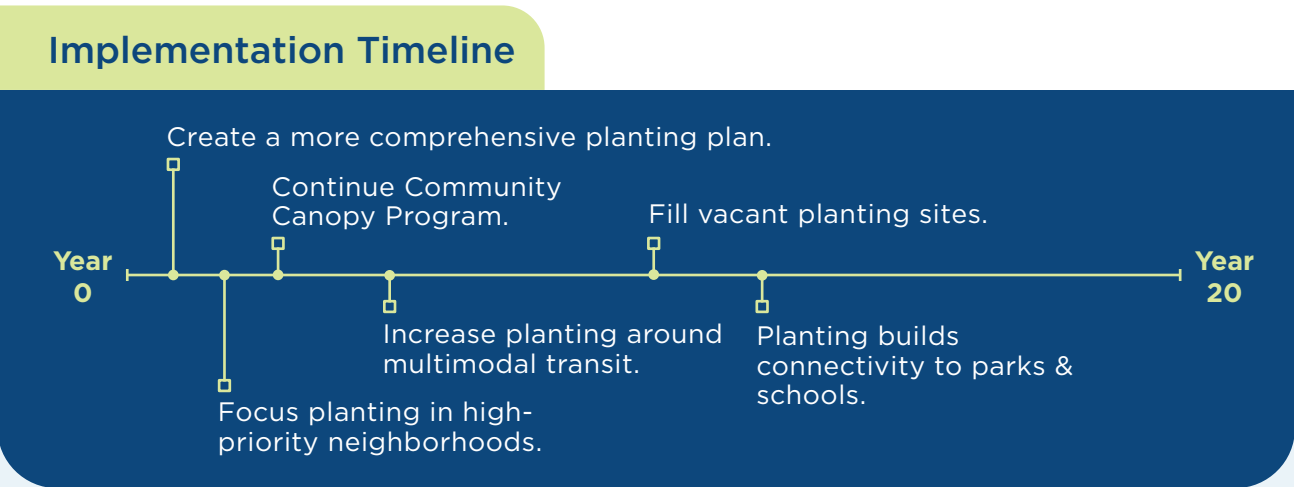 Implementation Timeline
Create a more comprehensive planting plan.
Continue Community
Canopy Program.
Fill vacant planting sites.
Year
0
Year
20
Increase planting around
multimodal transit.
Planting builds
connectivity to parks &
schools.
Focus planting in high-
priority neighborhoods.